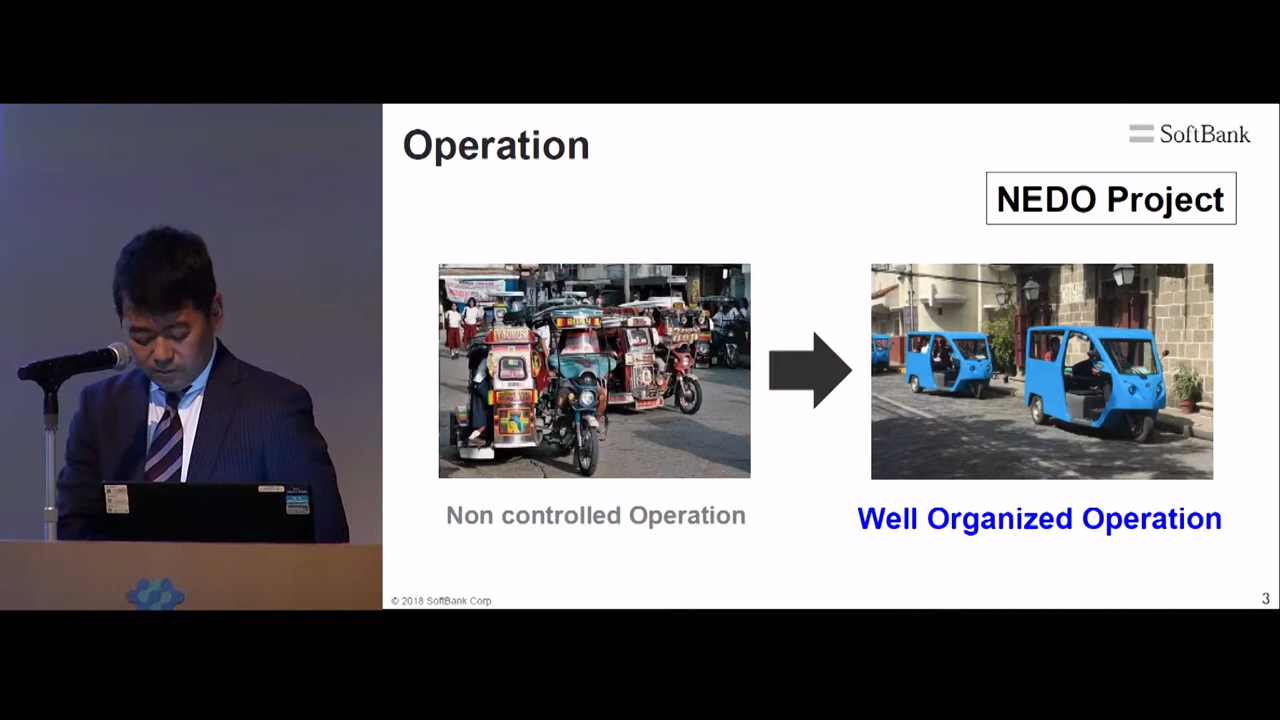 Operation
SoftBank
NEDO Project
Non controlled Operation
Well Organized Operation
© 2018 SoftBank Corp.
3